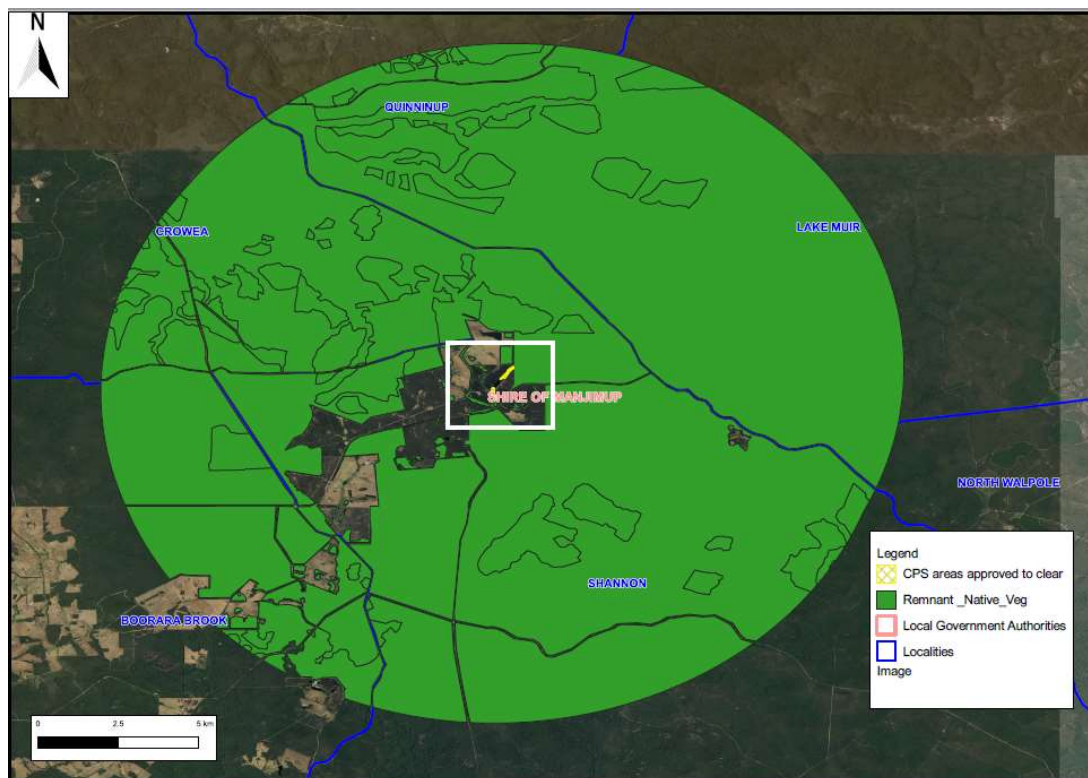 N
QUINNINUP
CROWEA
LAKE MUIR
SHIRE OF MANJIMUP
NORTH WALPOLE
SHANNON
BOORARA BROOK
Legend
CPS areas approved to clear
Remnant _Native_Veg
Local Government Authorities
Localities
Image
0 2.5 5 km